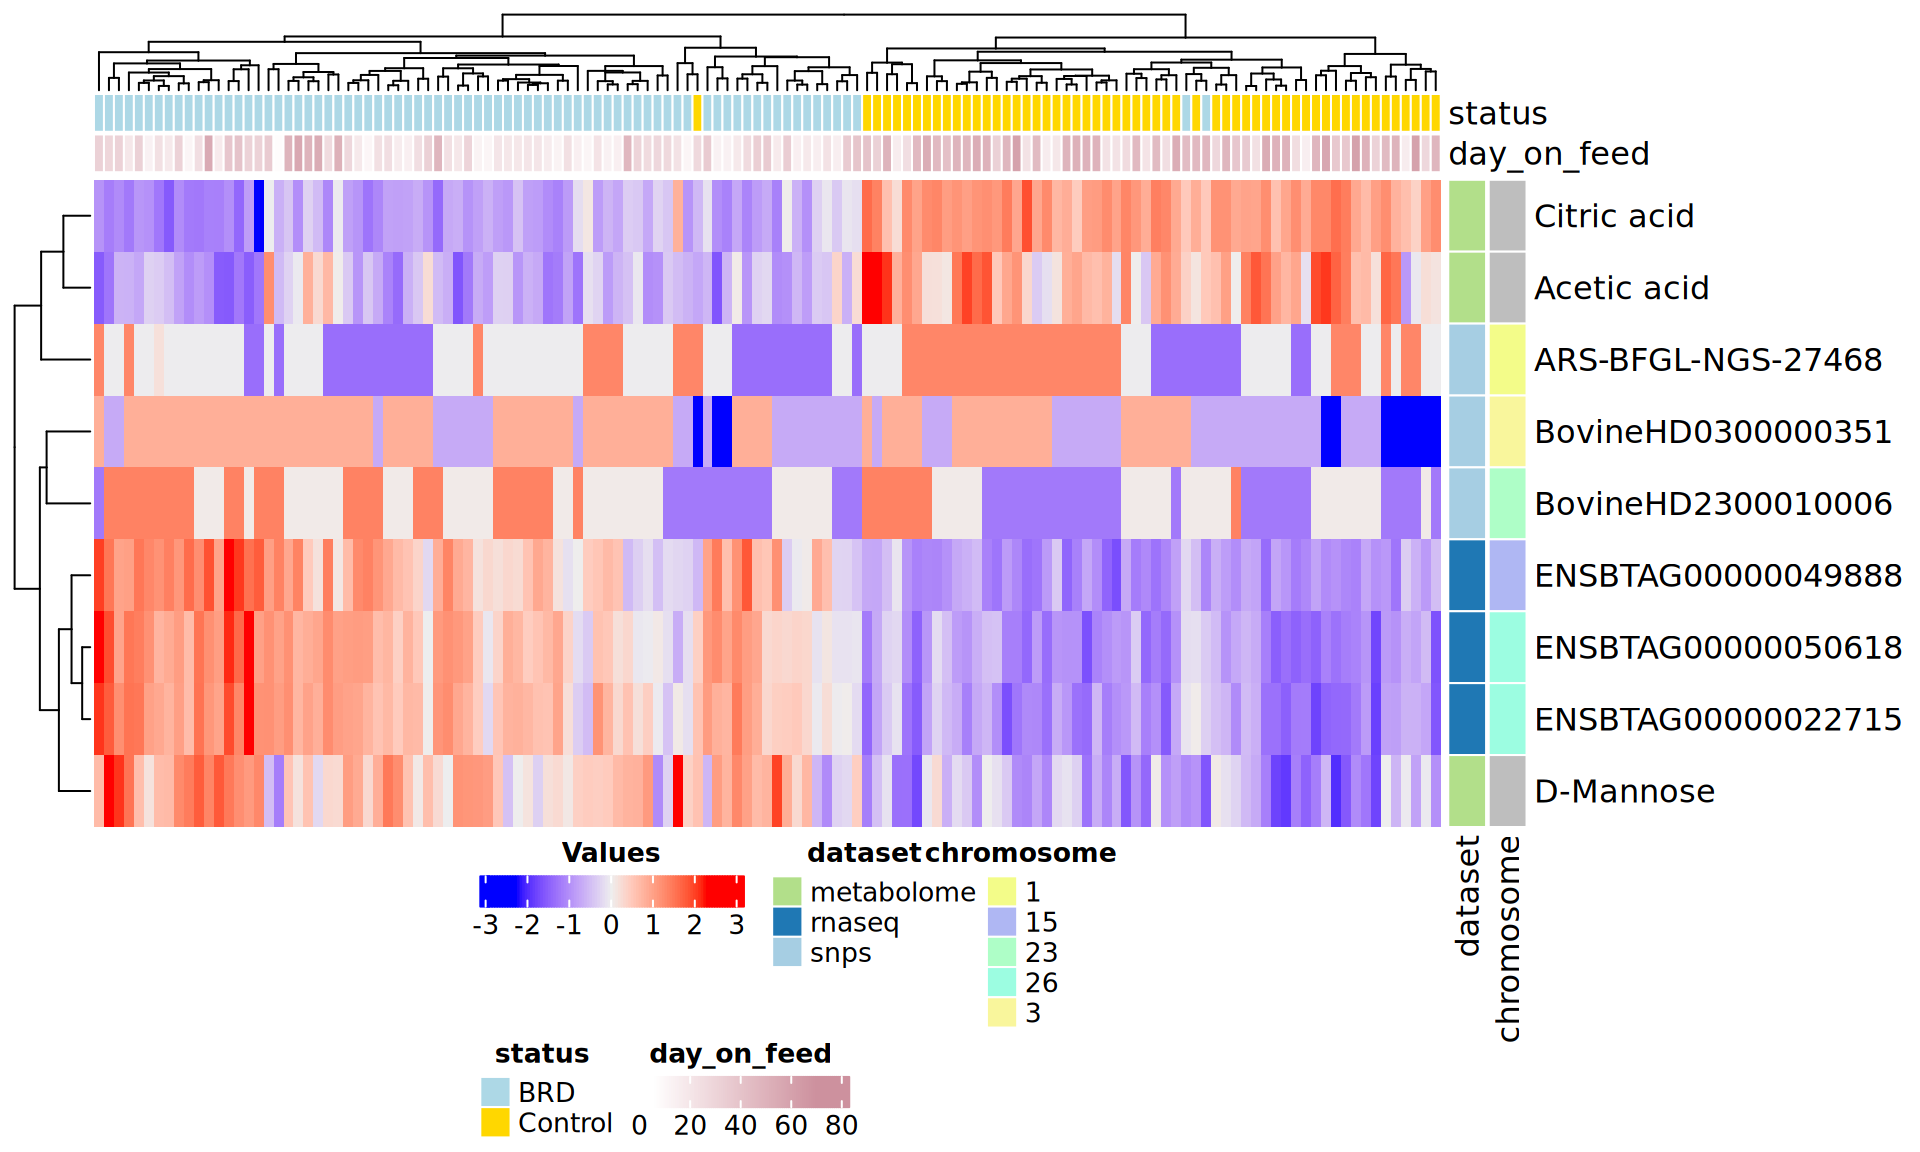 status
day_on_feed
Citric acid
Acetic acid
ARS-BFGL-NGS-27468
BovineHD0300000351
BovineHD2300010006
ENSBTAG00000049888
ENSBTAG00000050618
ENSBTAG00000022715
D-Mannose
dataset
chromosome
Values
-3 -2 -1 0 1 2 3
dataset
metabolome
rnaseq
snps
chromosome
1
15
23
26
3
status
BRD
Control
day_on_feed
0 20 40 60 80